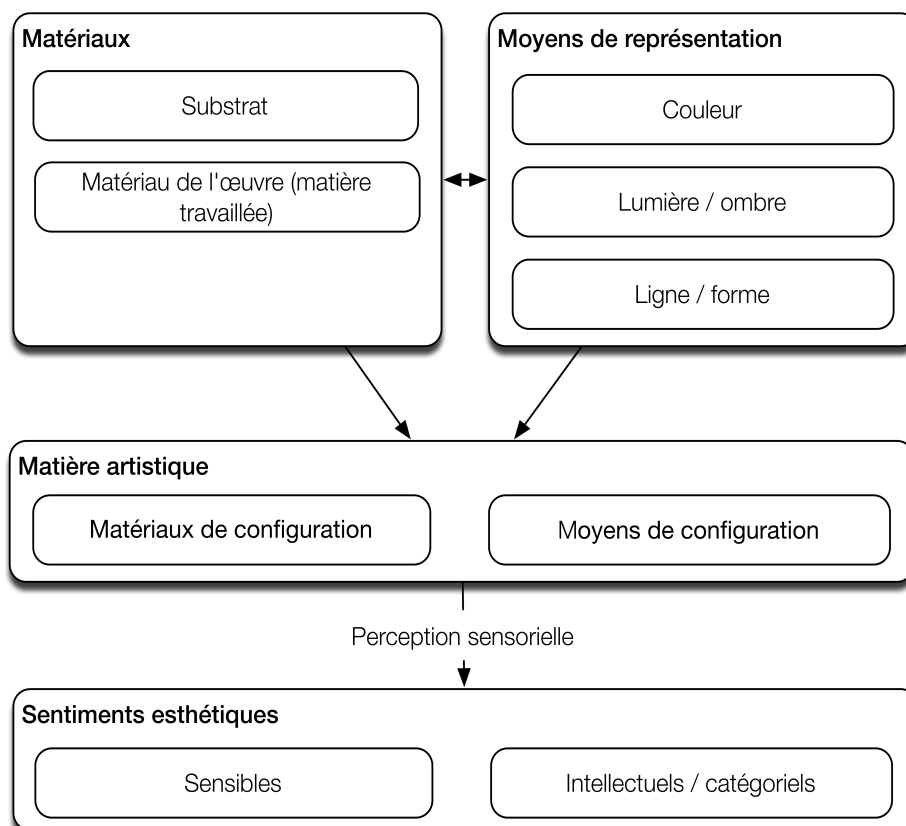 Matériaux
Substrat
Matériau de l'œuvre (matière
travaillée)
Moyens de représentation
Couleur
Lumière / ombre
Ligne / forme
Matière artistique
Matériaux de configuration
Moyens de configuration
Perception sensorielle
Sentiments esthétiques
Sensibles
Intellectuels / catégoriels